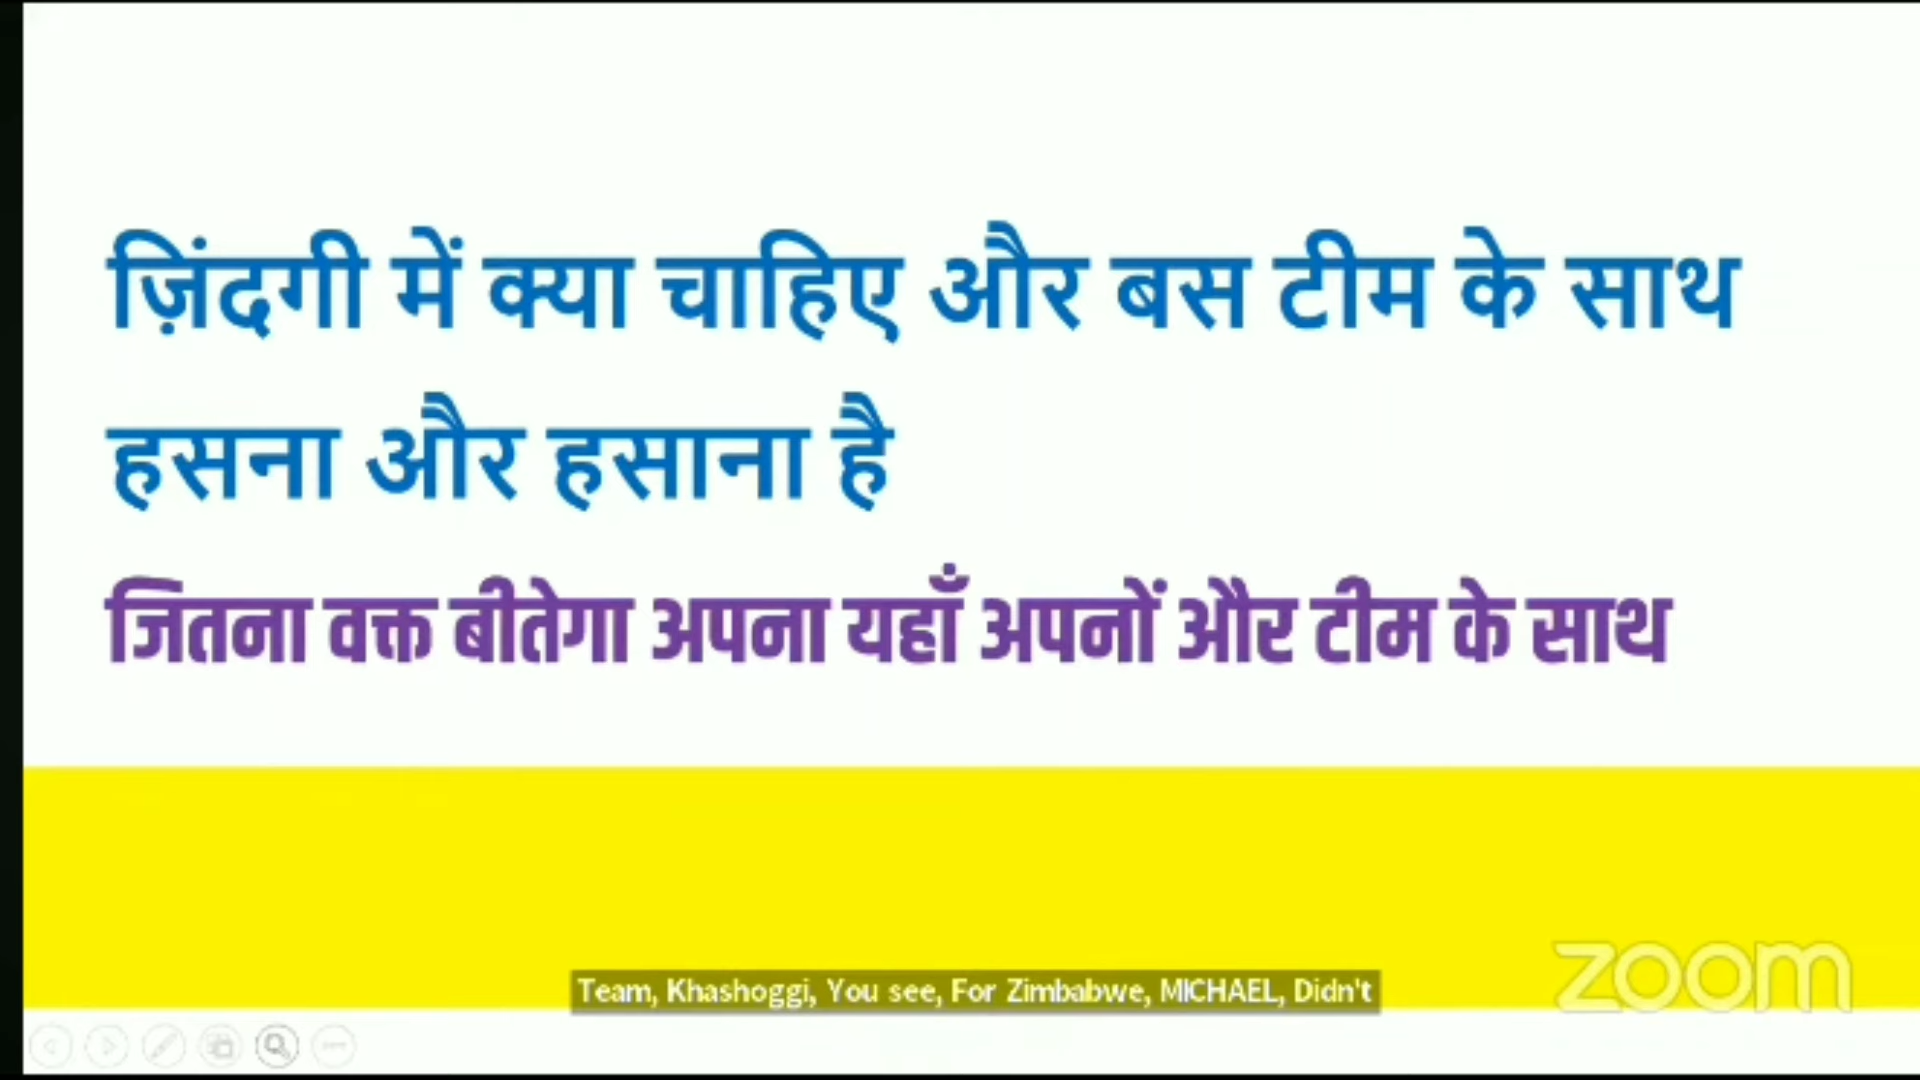 ज़िंदगी में क्या चाहिए और बस टीम के साथ
हसना और हसाना है
जितना वक्त बीतेगा अपना यहाँ अपनों और टीम के साथ
Team, Khashoggi, You see, For Zimbabwe, MICHAEL, Didn't
zoom